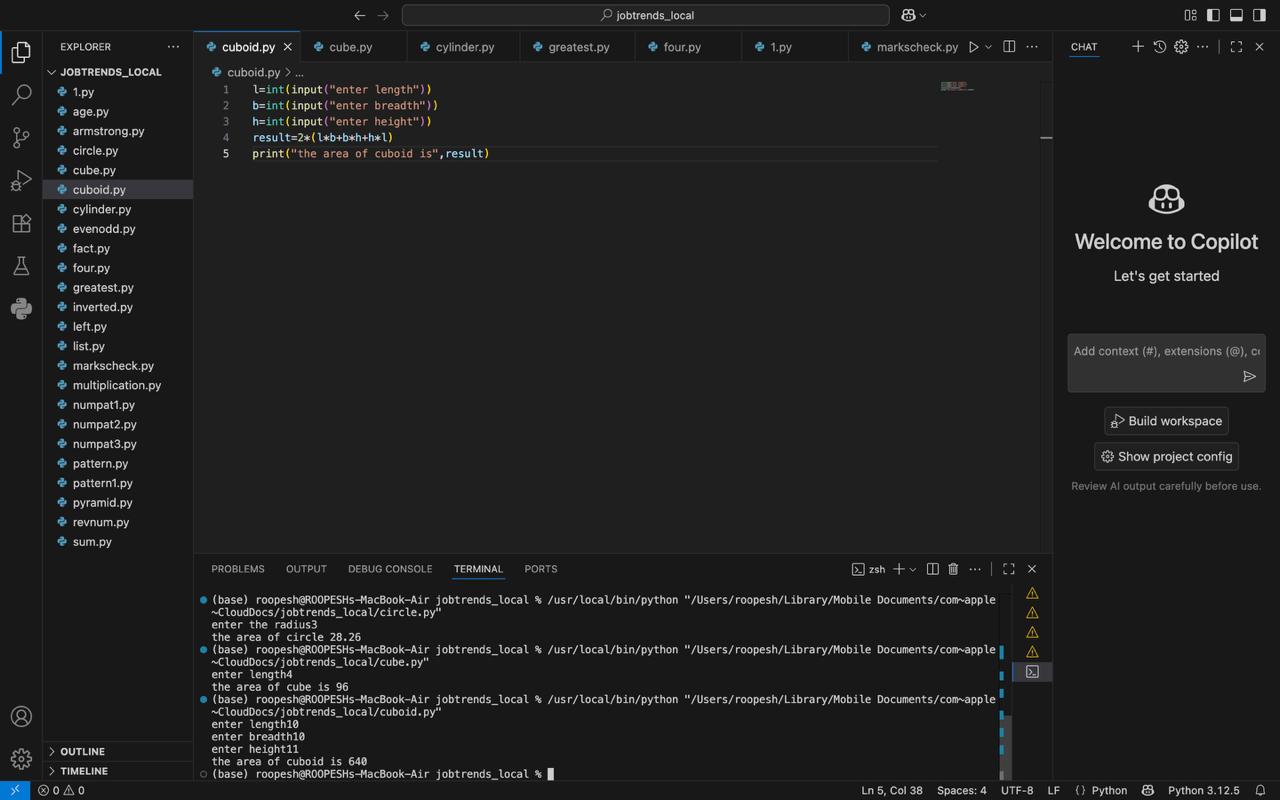 jobtrends_local
EXPLORER
JOBTRENDS_LOCAL
1.py
age.py
armstrong.py
circle.py
cube.py
cuboid.py
cylinder.py
evenodd.py
fact.py
four.py
greatest.py
inverted.py
left.py
list.py
markscheck.py
multiplication.py
numpat1.py
numpat2.py
numpat3.py
pattern.py
pattern1.py
pyramid.py
revnum.py
sum.py
OUTLINE
TIMELINE
cuboid.py cube.py cylinder.py greatest.py four.py 1.py markscheck.py
cuboid.py > ...
1 l=int(input("enter length"))
2 b=int(input("enter breadth"))
3 h=int(input("enter height"))
4 result=2*(l*b+b*h+h*l)
5 print("the area of cuboid is",result)
PROBLEMS OUTPUT DEBUG CONSOLE TERMINAL PORTS
zsh
(base) roopesh@ROOPESHs-MacBook-Air jobtrends_local % /usr/local/bin/python "/Users/roopesh/Library/Mobile Documents/com~apple
~CloudDocs/jobtrends_local/circle.py"
enter the radius3
the area of circle 28.26
(base) roopesh@ROOPESHs-MacBook-Air jobtrends_local % /usr/local/bin/python "/Users/roopesh/Library/Mobile Documents/com~apple
~CloudDocs/jobtrends_local/cube.py"
enter length4
the area of cube is 96
(base) roopesh@ROOPESHs-MacBook-Air jobtrends_local % /usr/local/bin/python "/Users/roopesh/Library/Mobile Documents/com~apple
~CloudDocs/jobtrends_local/cuboid.py"
enter length10
enter breadth10
enter height11
the area of cuboid is 640
(base) roopesh@ROOPESHs-MacBook-Air jobtrends_local %
CHAT
Welcome to Copilot
Let's get started
Add context (#), extensions (@), co
Build workspace
Show project config
Review AI output carefully before use.
0 0
Ln 5, Col 38 Spaces: 4 UTF-8 LF {} Python Python 3.12.5